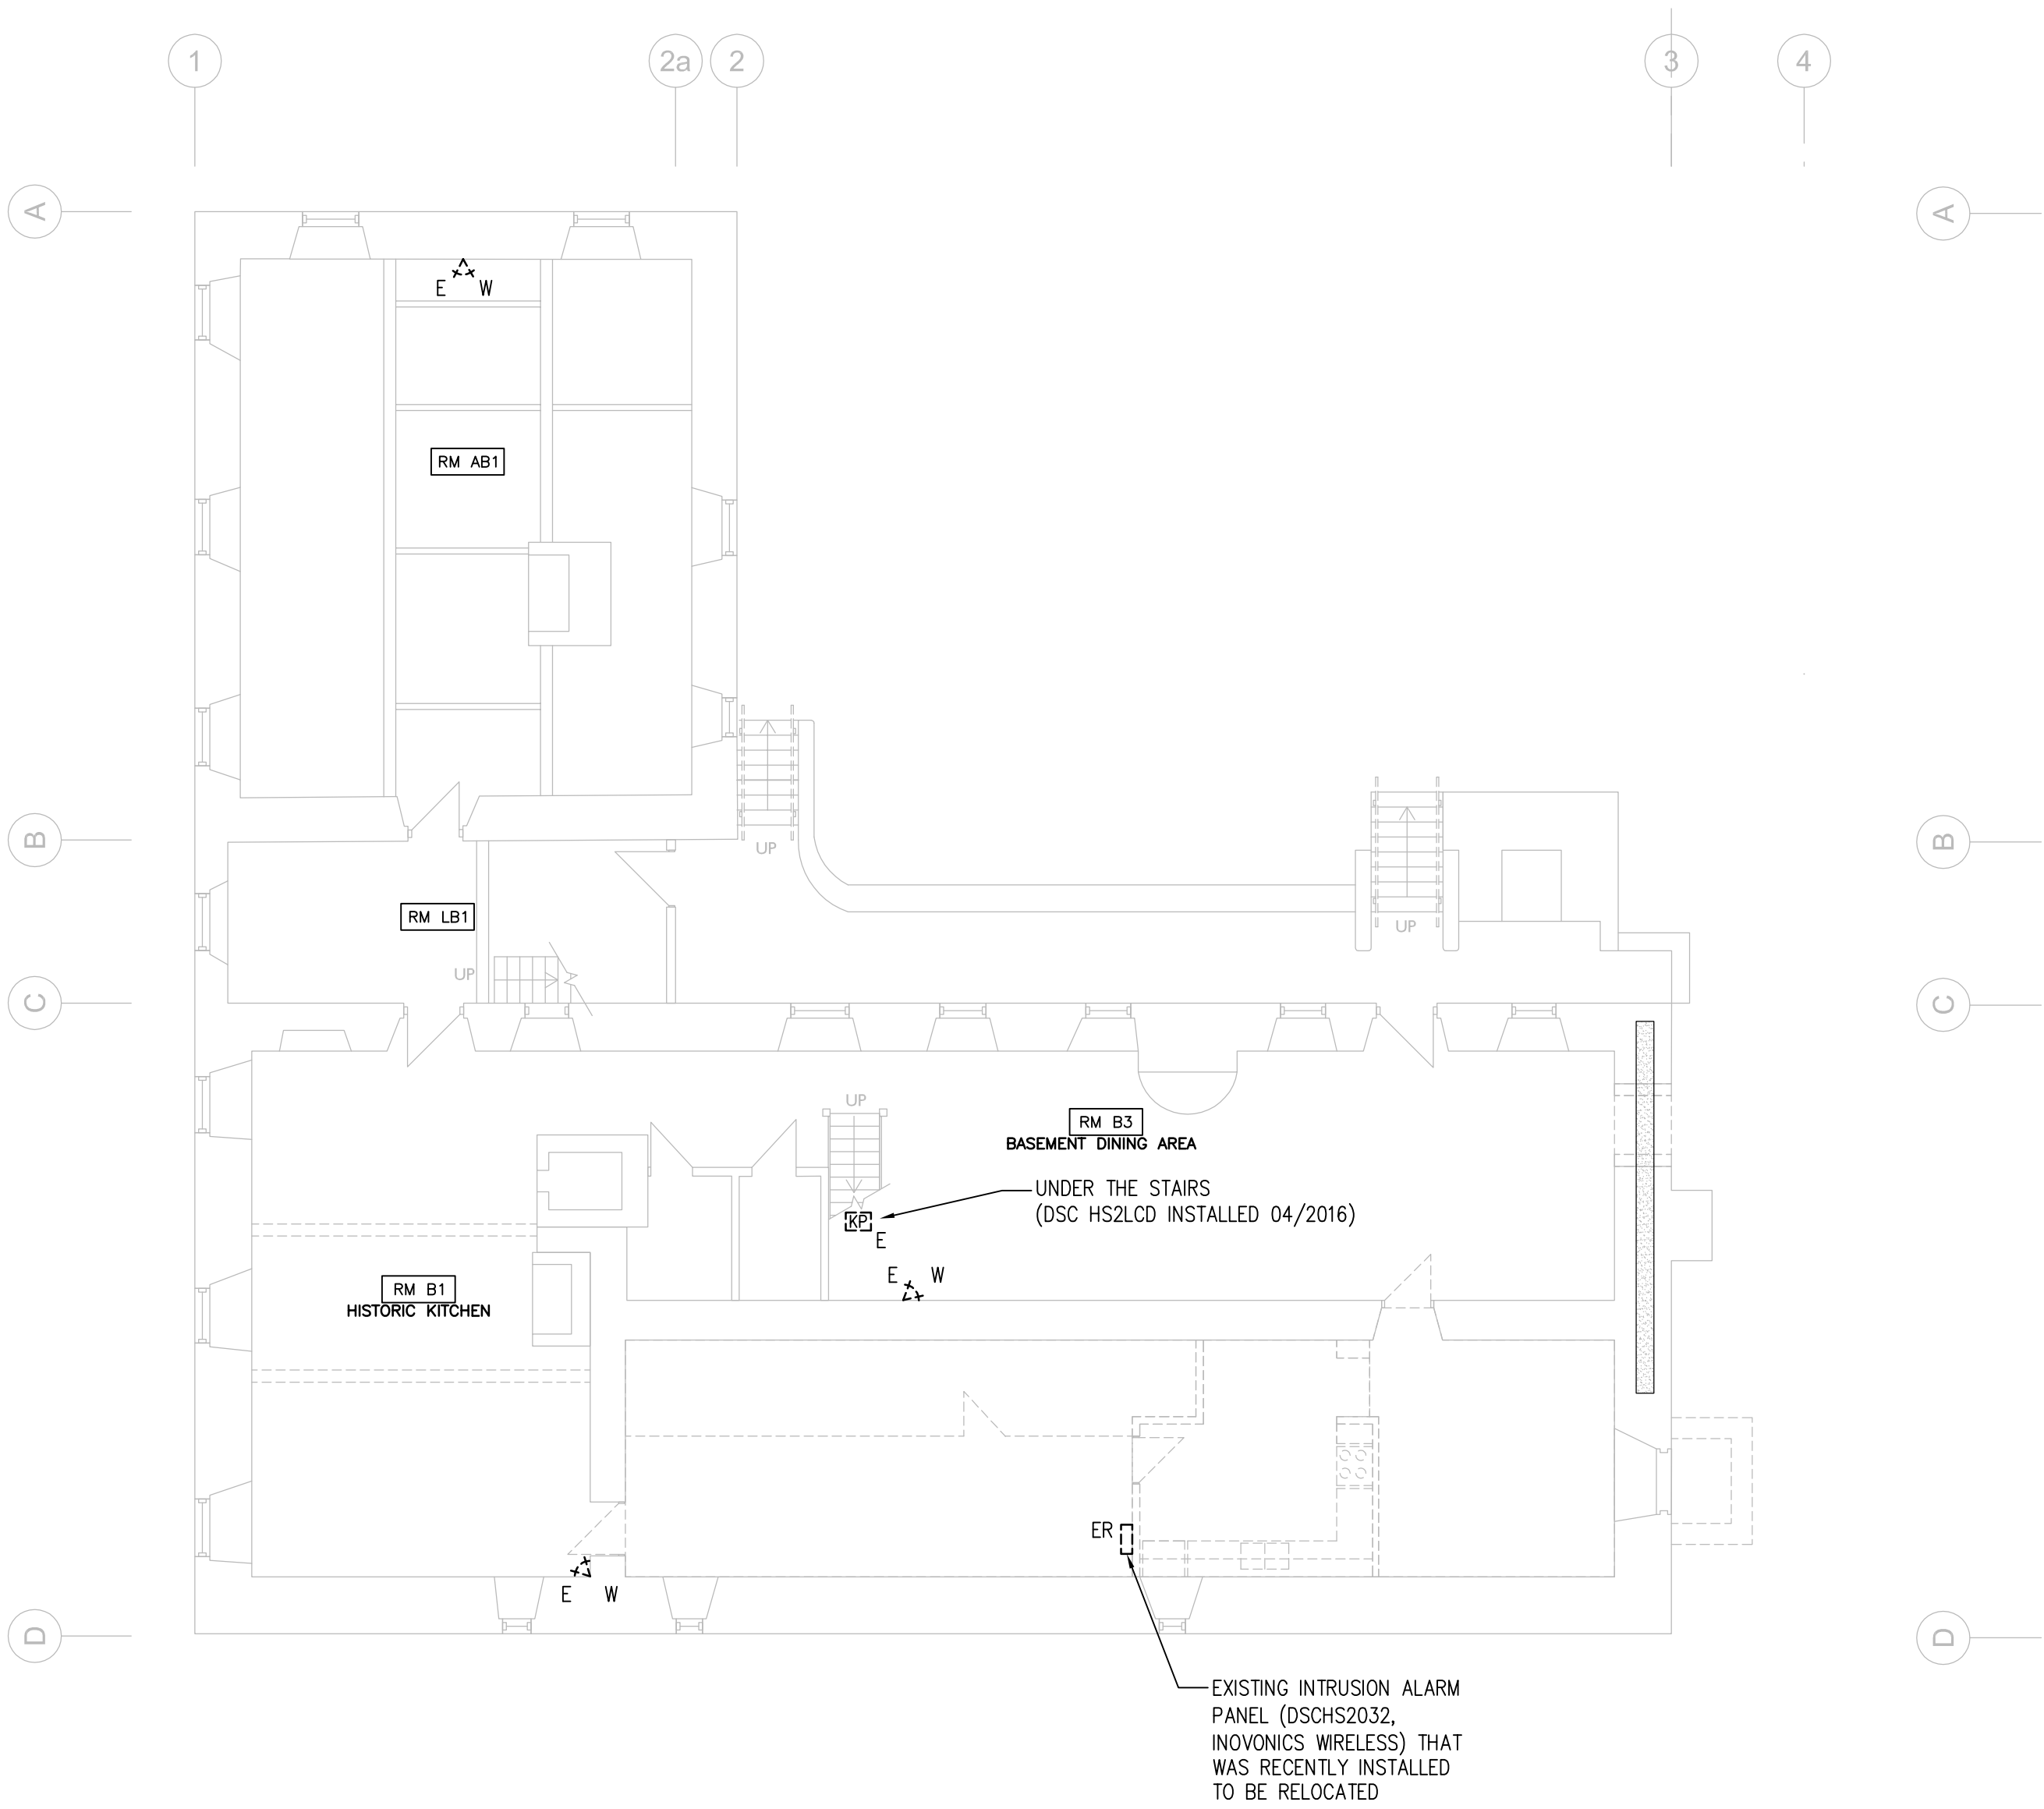 1
2a
2
3
4
A
A
E W
RM AB1
UP
B
B
RM LB1
UP
UP
C
C
UP
RM B3
BASEMENT DINING AREA
UNDER THE STAIRS
(DSC HS2LCD INSTALLED 04/2016)
KP
E
E W
RM B1
HISTORIC KITCHEN
ER
E W
D
D
EXISTING INTRUSION ALARM
PANEL (DSCHS2032,
INOVONICS WIRELESS) THAT
WAS RECENTLY INSTALLED
TO BE RELOCATED